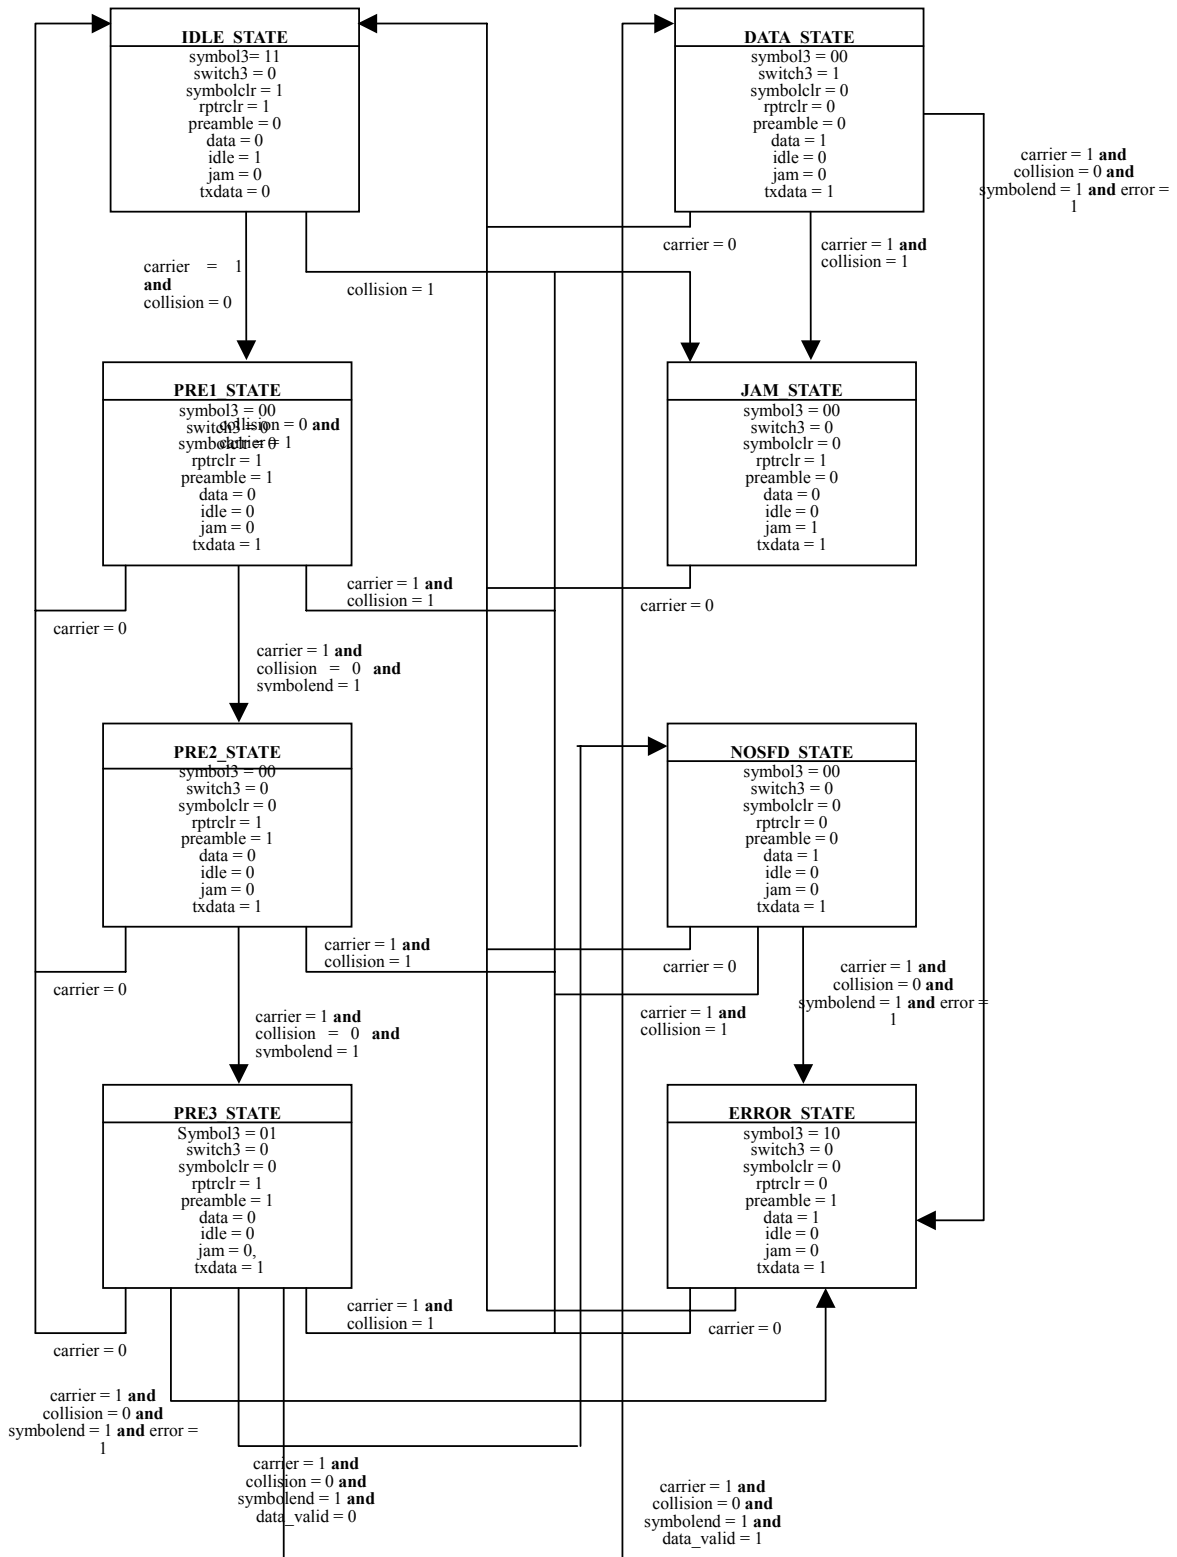 IDLE_STATE
symbol3= 11
switch3 = 0
symbolclr = 1
rptrclr = 1
preamble = 0
data = 0
idle = 1
jam = 0
txdata = 0
DATA_STATE
symbol3 = 00
switch3 = 1
symbolclr = 0
rptrclr = 0
preamble = 0
data = 1
idle = 0
jam = 0
txdata = 1
carrier = 1 and
collision = 0 and
symbolend = 1 and error =
1
carrier = 1
and
collision = 0
collision = 1
carrier = 0
carrier = 1 and
collision = 1
PRE1_STATE
symbol3 = 00
switch3 = 0
symbolclr = 0
rptrclr = 1
preamble = 1
data = 0
idle = 0
jam = 0
txdata = 1
collision = 0 and
carrier = 1
JAM_STATE
symbol3 = 00
switch3 = 0
symbolclr = 0
rptrclr = 1
preamble = 0
data = 0
idle = 0
jam = 1
txdata = 1
carrier = 0
carrier = 1 and
collision = 1
carrier = 0
carrier = 1 and
collision = 0 and
symbolend = 1
PRE2_STATE
symbol3 = 00
switch3 = 0
symbolclr = 0
rptrclr = 1
preamble = 1
data = 0
idle = 0
jam = 0
txdata = 1
NOSFD_STATE
symbol3 = 00
switch3 = 0
symbolclr = 0
rptrclr = 0
preamble = 0
data = 1
idle = 0
jam = 0
txdata = 1
carrier = 0
carrier = 1 and
collision = 1
carrier = 0
carrier = 1 and
collision = 1
carrier = 1 and
collision = 0 and
symbolend = 1 and error =
1
carrier = 1 and
collision = 0 and
symbolend = 1
PRE3_STATE
Symbol3 = 01
switch3 = 0
symbolclr = 0
rptrclr = 1
preamble = 1
data = 0
idle = 0
jam = 0,
txdata = 1
ERROR_STATE
symbol3 = 10
switch3 = 0
symbolclr = 0
rptrclr = 0
preamble = 1
data = 1
idle = 0
jam = 0
txdata = 1
carrier = 0
carrier = 1 and
collision = 1
carrier = 0
carrier = 1 and
collision = 0 and
symbolend = 1 and error =
1
carrier = 1 and
collision = 0 and
symbolend = 1 and
data_valid = 0
carrier = 1 and
collision = 0 and
symbolend = 1 and
data_valid = 1